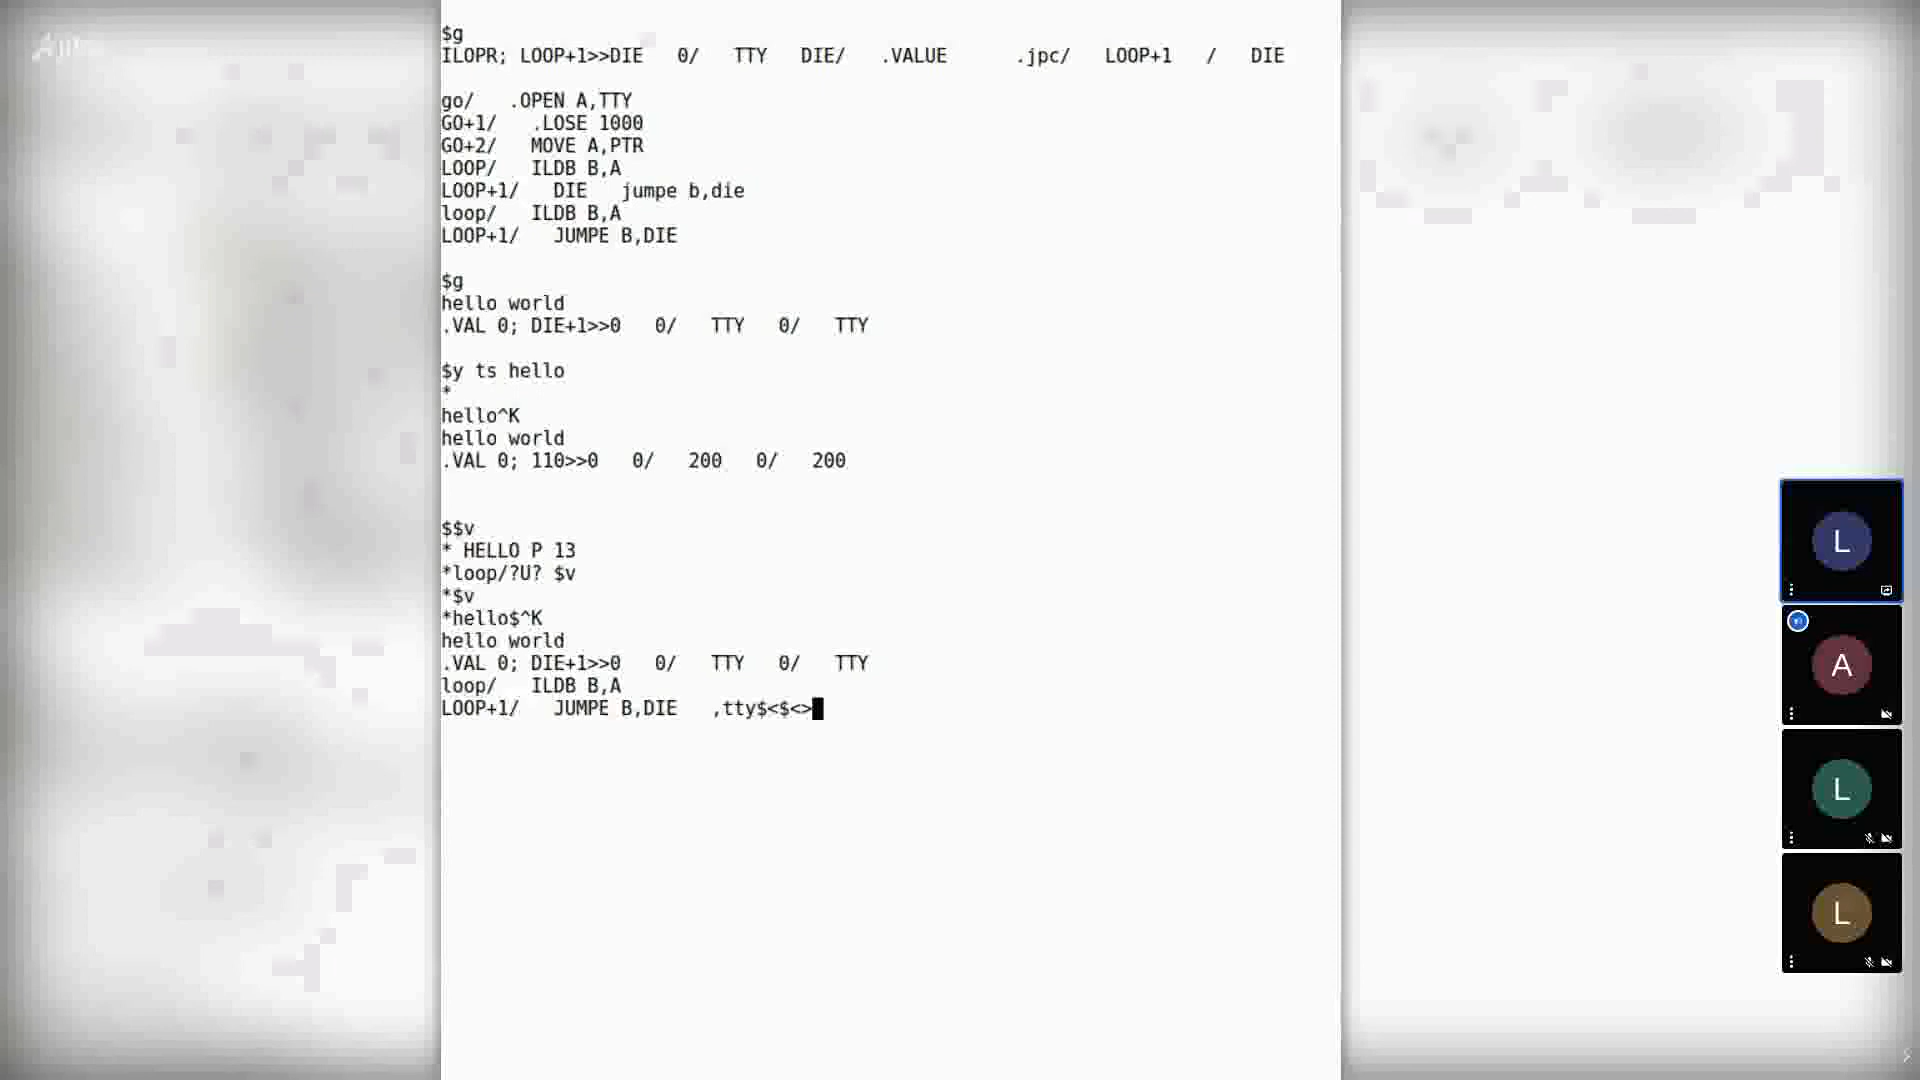 $g
ILOPR; LOOP+1>>DIE   0/   TTY   DIE/   .VALUE      .jpc/   LOOP+1   /   DIE
go/   .OPEN A,TTY
GO+1/   .LOSE 1000
GO+2/   MOVE A,PTR
LOOP/   ILDB B,A
LOOP+1/   DIE   jumpe b,die
loop/   ILDB B,A
LOOP+1/   JUMPE B,DIE
$g
hello world
.VAL 0; DIE+1>>0   0/   TTY   0/   TTY
$y ts hello
*
hello^K
hello world
.VAL 0; 110>>0   0/   200   0/   200
$$v
* HELLO P 13
*loop/?U? $v
*$v
*hello$^K
hello world
.VAL 0; DIE+1>>0   0/   TTY   0/   TTY
loop/   ILDB B,A
LOOP+1/   JUMPE B,DIE   ,tty$<$<>
L
A
L
L